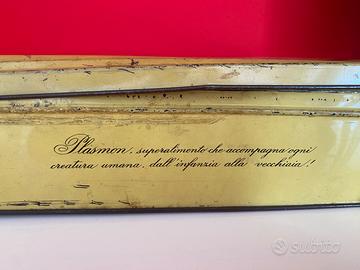 Plasmon, superalimento che accompagna ogni
creatura umana, dall'infanzia alla vecchiaia!
subito